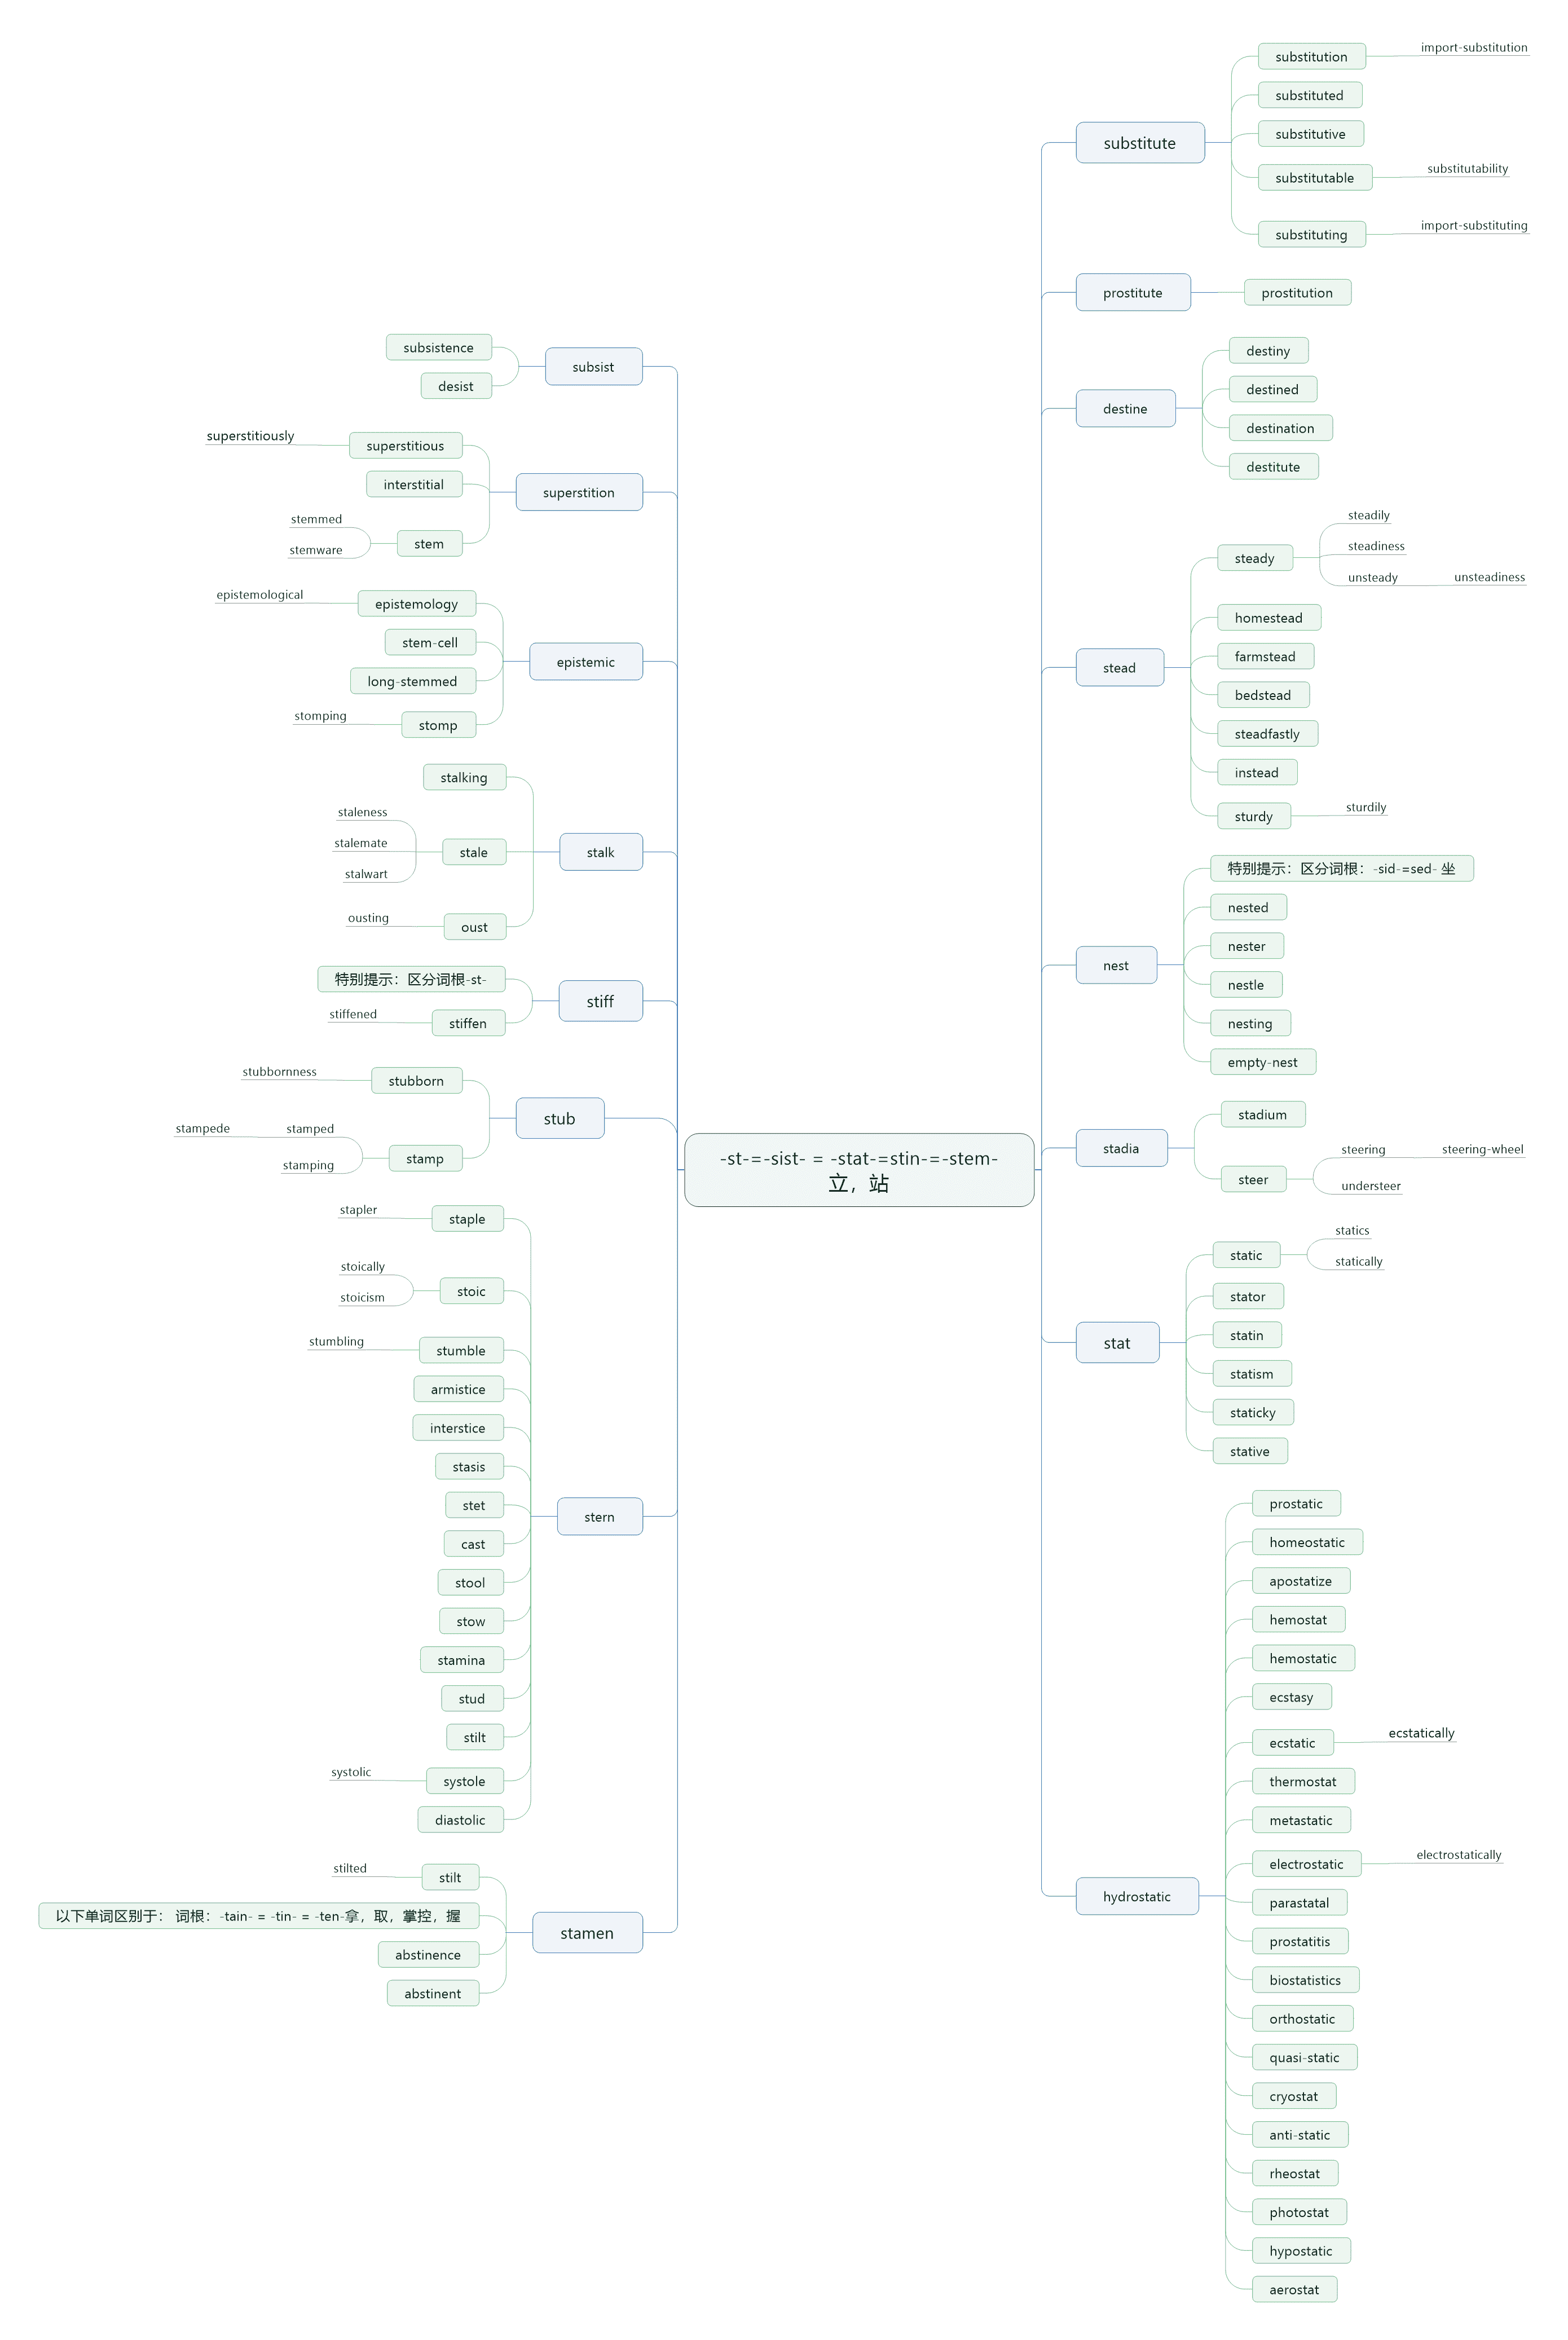 -st-=-sist- = -stat-=stin-=-stem-
立，站
substitute
substitution
import-substitution
substituted
substitutive
substitutable
substitutability
substituting
import-substituting
prostitute
prostitution
destine
destiny
destined
destination
destitute
stead
steady
steadily
steadiness
unsteady
unsteadiness
homestead
farmstead
bedstead
steadfastly
instead
sturdy
sturdily
nest
特别提示：区分词根：-sid-=sed- 坐
nested
nester
nestle
nesting
empty-nest
stadia
stadium
steer
steering
steering-wheel
understeer
stat
static
statics
statically
stator
statin
statism
staticky
stative
hydrostatic
prostatic
homeostatic
apostatize
hemostat
hemostatic
ecstasy
ecstatic
ecstatically
thermostat
metastatic
electrostatic
electrostatically
parastatal
prostatitis
biostatistics
orthostatic
quasi-static
cryostat
anti-static
rheostat
photostat
hypostatic
aerostat
subsist
subsistence
desist
superstition
superstitious
superstitiously
interstitial
stem
stemmed
stemware
epistemic
epistemology
epistemological
stem-cell
long-stemmed
stomp
stomping
stalk
stalking
stale
staleness
stalemate
stalwart
oust
ousting
stiff
特别提示：区分词根-st-
stiffen
stiffened
stub
stubborn
stubbornness
stamp
stamped
stampede
stamping
stern
staple
stapler
stoic
stoically
stoicism
stumble
stumbling
armistice
interstice
stasis
stet
cast
stool
stow
stamina
stud
stilt
systole
systolic
diastolic
stamen
stilt
stilted
以下单词区别于： 词根：-tain- = -tin- = -ten-拿，取，掌控，握
abstinence
abstinent